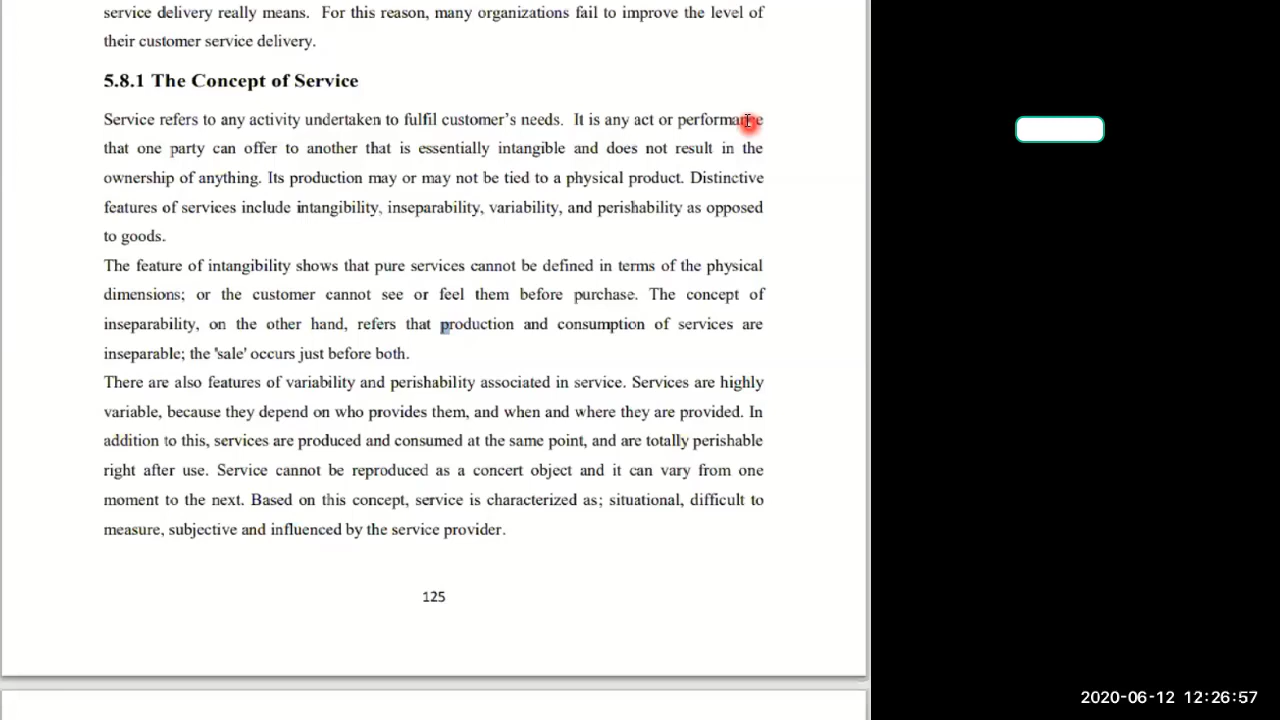 service delivery really means. For this reason, many organizations fail to improve the level of
their customer service delivery.
5.8.1 The Concept of Service
Service refers to any activity undertaken to fulfil customer's needs. It is any act or performance
that one party can offer to another that is essentially intangible and does not result in the
ownership of anything. Its production may or may not be tied to a physical product. Distinctive
features of services include intangibility, inseparability, variability, and perishability as opposed
to goods.
The feature of intangibility shows that pure services cannot be defined in terms of the physical
dimensions; or the customer cannot see or feel them before purchase. The concept of
inseparability, on the other hand, refers that production and consumption of services are
inseparable; the 'sale' occurs just before both.
There are also features of variability and perishability associated in service. Services are highly
variable, because they depend on who provides them, and when and where they are provided. In
addition to this, services are produced and consumed at the same point, and are totally perishable
right after use. Service cannot be reproduced as a concert object and it can vary from one
moment to the next. Based on this concept, service is characterized as; situational, difficult to
measure, subjective and influenced by the service provider.
125
2020-06-12 12:26:57